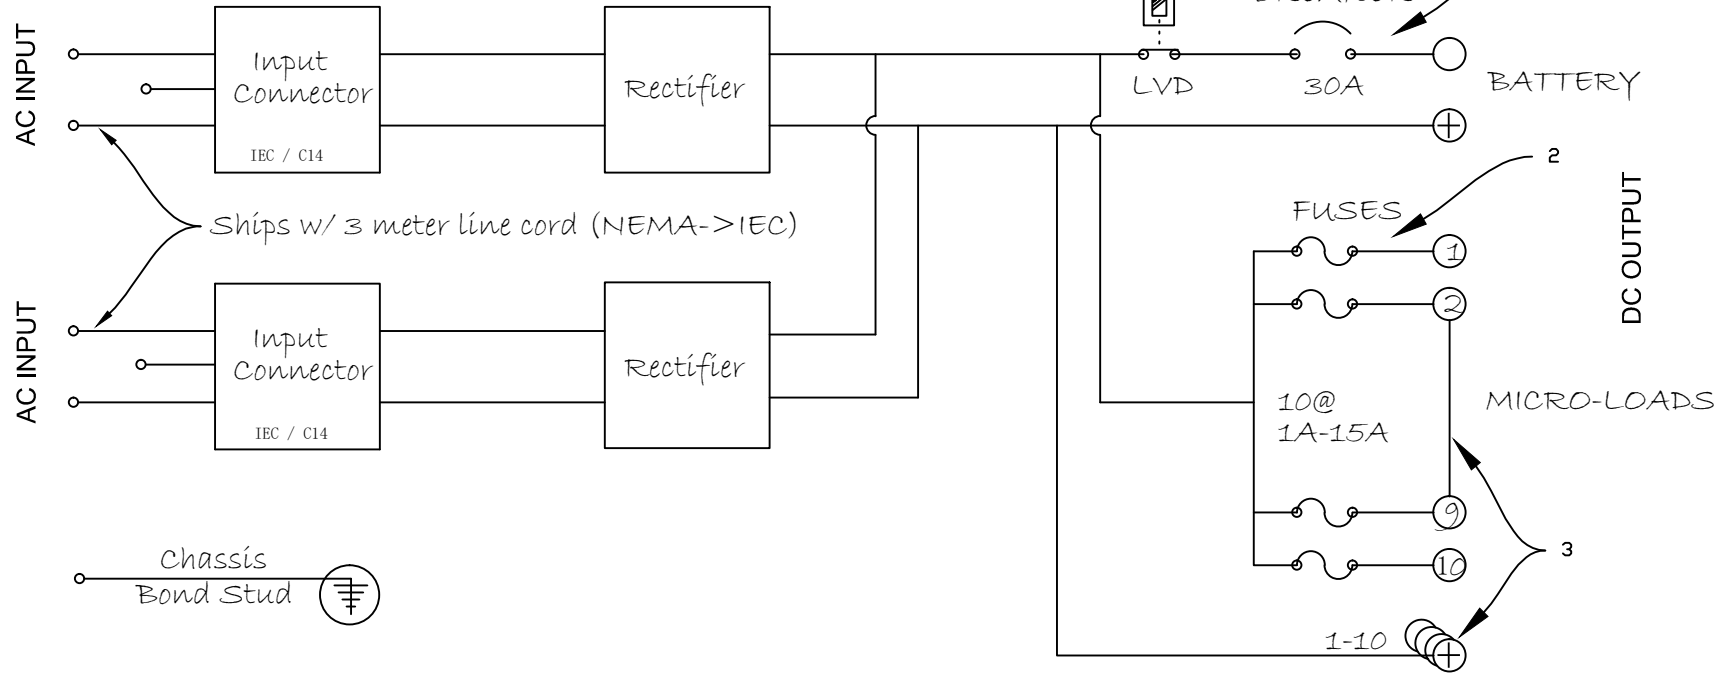 AC INPUT
Input
Connector
IEC / C14
Rectifier
LVD
30A
BATTERY
+
2
Ships w/ 3 meter line cord (NEMA->IEC)
FUSES
1
2
DC OUTPUT
AC INPUT
Input
Connector
IEC / C14
Rectifier
10@
1A-15A
MICRO-LOADS
9
10
3
Chassis
Bond Stud
1-10
+